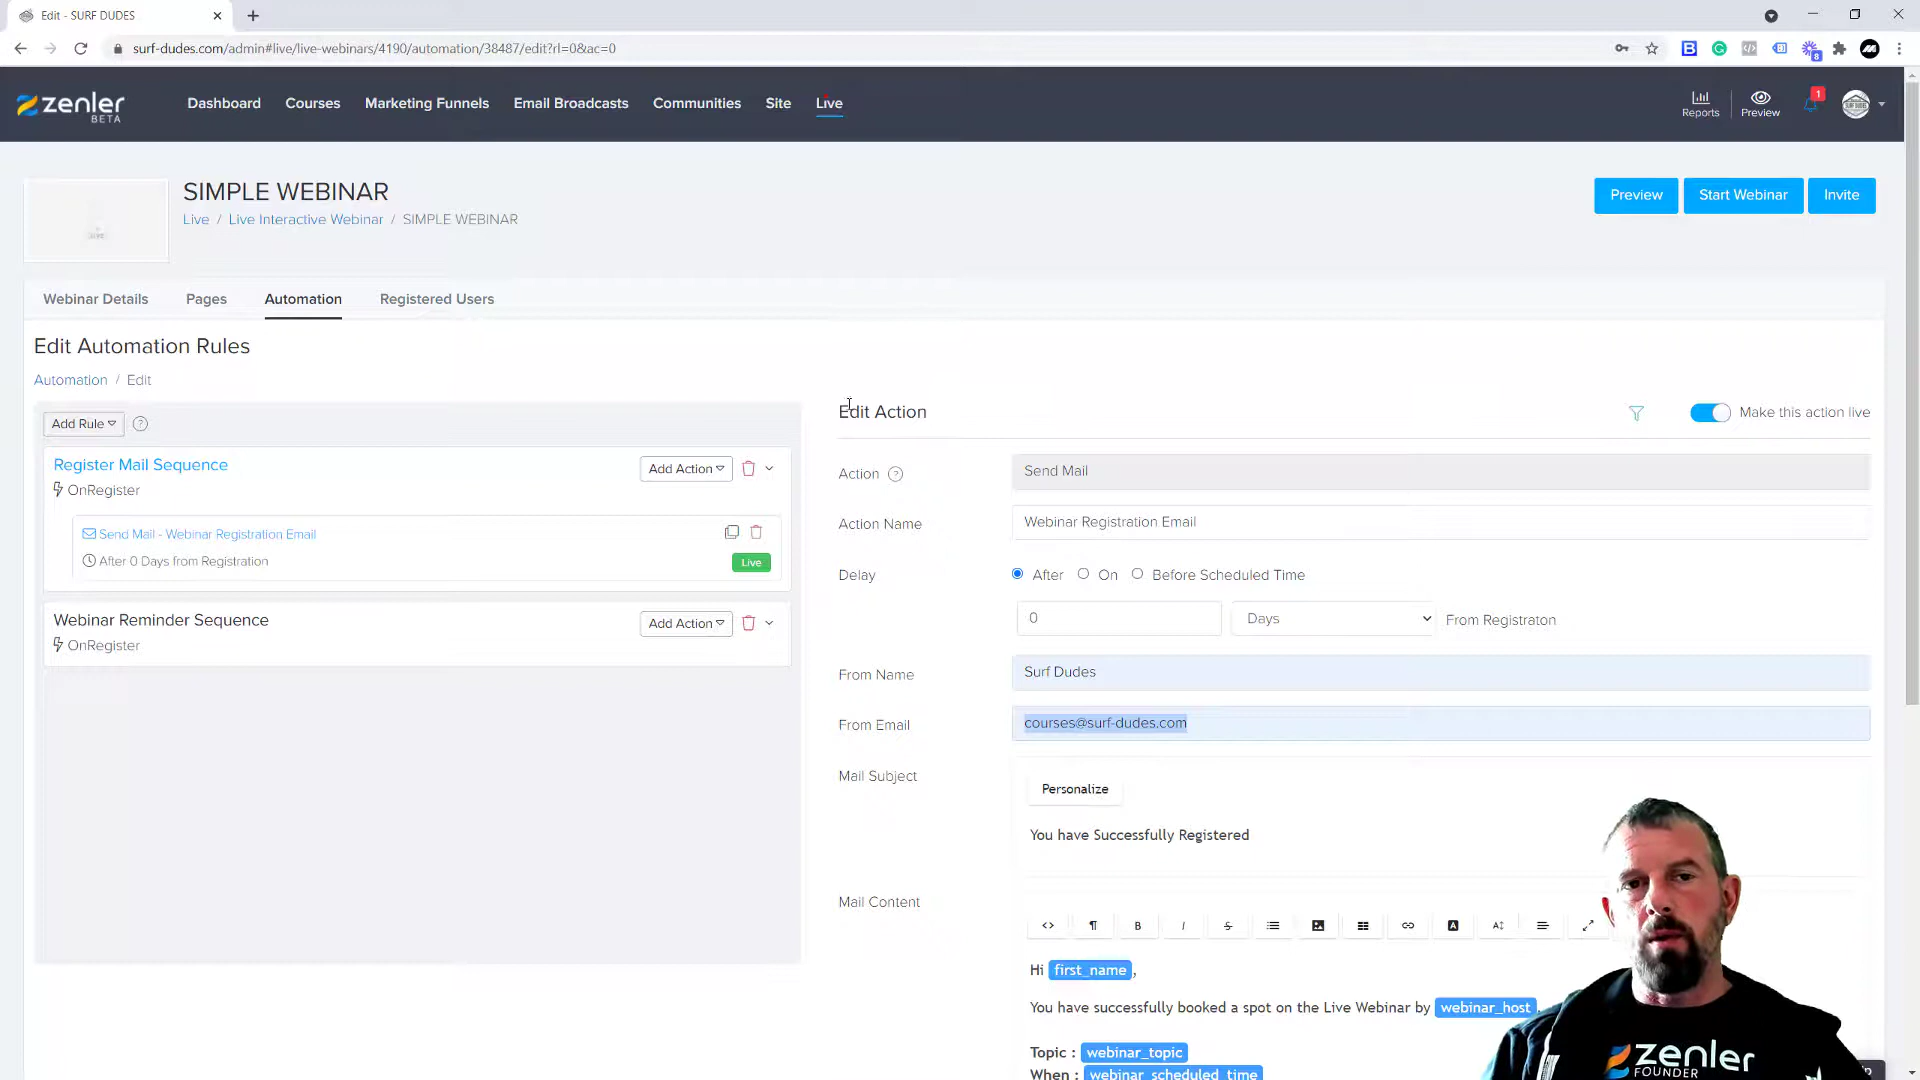 Edit - SURF DUDES
surf-dudes.com/admin#live/live-webinars/4190/automation/38487/edit?rl=0&ac=0
8
zenler
BETA
Dashboard
Courses
Marketing Funnels
Email Broadcasts
Communities
Site
Live
Reports
Preview
1
SIMPLE WEBINAR
Live / Live Interactive Webinar / SIMPLE WEBINAR
Preview
Start Webinar
Invite
Webinar Details
Pages
Automation
Registered Users
Edit Automation Rules
Automation / Edit
Add Rule
?
Register Mail Sequence
Add Action
OnRegister
Send Mail - Webinar Registration Email
After 0 Days from Registration
Live
Webinar Reminder Sequence
Add Action
OnRegister
Edit Action
Make this action live
Action ?
Send Mail
Action Name
Webinar Registration Email
Delay
After
On
Before Scheduled Time
0
Days
From Registraton
From Name
Surf Dudes
From Email
courses@surf-dudes.com
Mail Subject
Personalize
You have Successfully Registered
Mail Content
Hi first_name,
You have successfully booked a spot on the Live Webinar by webinar_host
Topic : webinar_topic
When : webinar_scheduled_time
zenler
FOUNDER